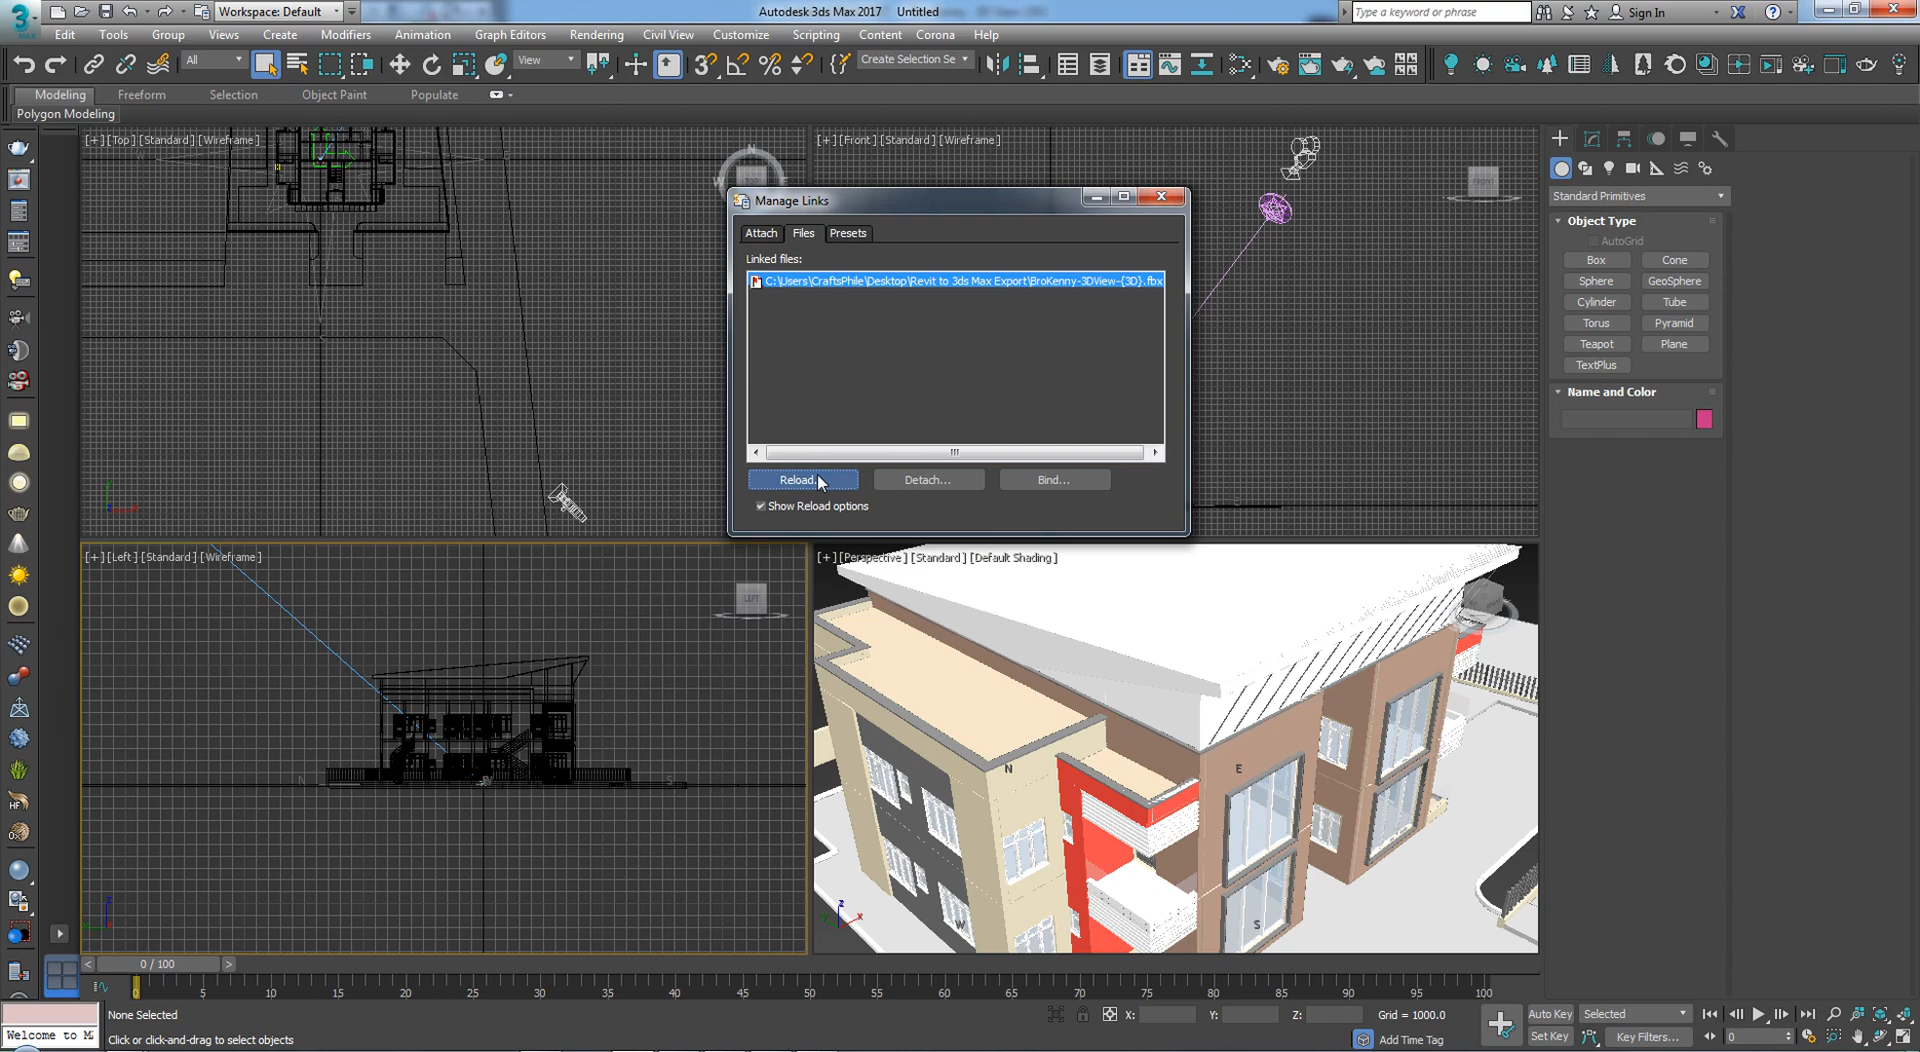 Workspace: Default
Autodesk 3ds Max 2017 Untitled
Type a keyword or phrase
Sign In
3
MAX
Edit Tools Group Views Create Modifiers Animation Graph Editors Rendering Civil View Customize Scripting Content Corona Help
All
View
Create Selection Se
Modeling Freeform Selection Object Paint Populate
Polygon Modeling
[+] [Top] [Standard] [Wireframe]
[+] [Front] [Standard] [Wireframe]
N
W
FRONT
Manage Links
Attach Files Presets
Linked files:
C:\Users\CraftsPhile\Desktop\Revit to 3ds Max Export\BroKenny-3DView-{3D}.fbx
Reload...
Detach...
Bind...
Show Reload options
Standard Primitives
Object Type
AutoGrid
Box Cone
Sphere GeoSphere
Cylinder Tube
Torus Pyramid
Teapot Plane
TextPlus
Name and Color
[+] [Left] [Standard] [Wireframe]
LEFT
N
S
[+] [Perspective] [Standard] [Default Shading]
N
E
W
S
z
x
HF
0 / 100
0 5 10 15 20 25 30 35 40 45 50 55 60 65 70 75 80 85 90 95 100
None Selected
X: Y: Z: Grid = 1000.0
Auto Key Selected
Welcome to M
Click or click-and-drag to select objects
Add Time Tag
Set Key Key Filters...
0